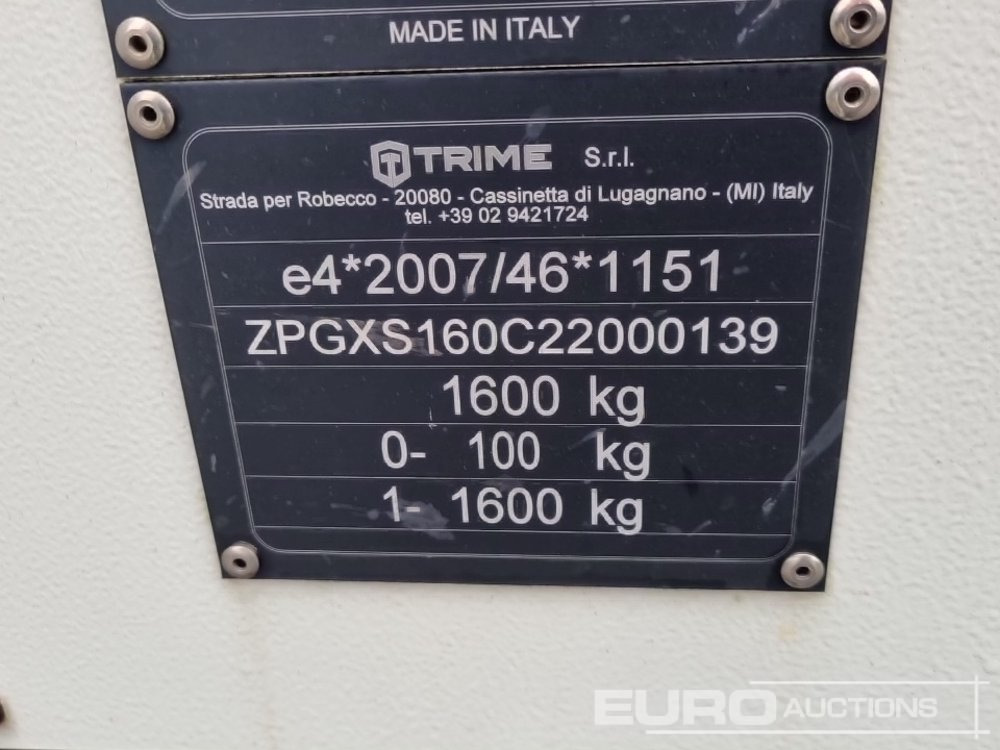 MADE IN ITALY
TRIME S.r.l.
Strada per Robecco - 20080 - Cassinetta di Lugagnano - (MI) Italy
tel. +39 02 9421724
e4*2007/46*1151
ZPGXS160C22000139
1600 kg
0- 100 kg
1- 1600 kg
EURO AUCTIONS